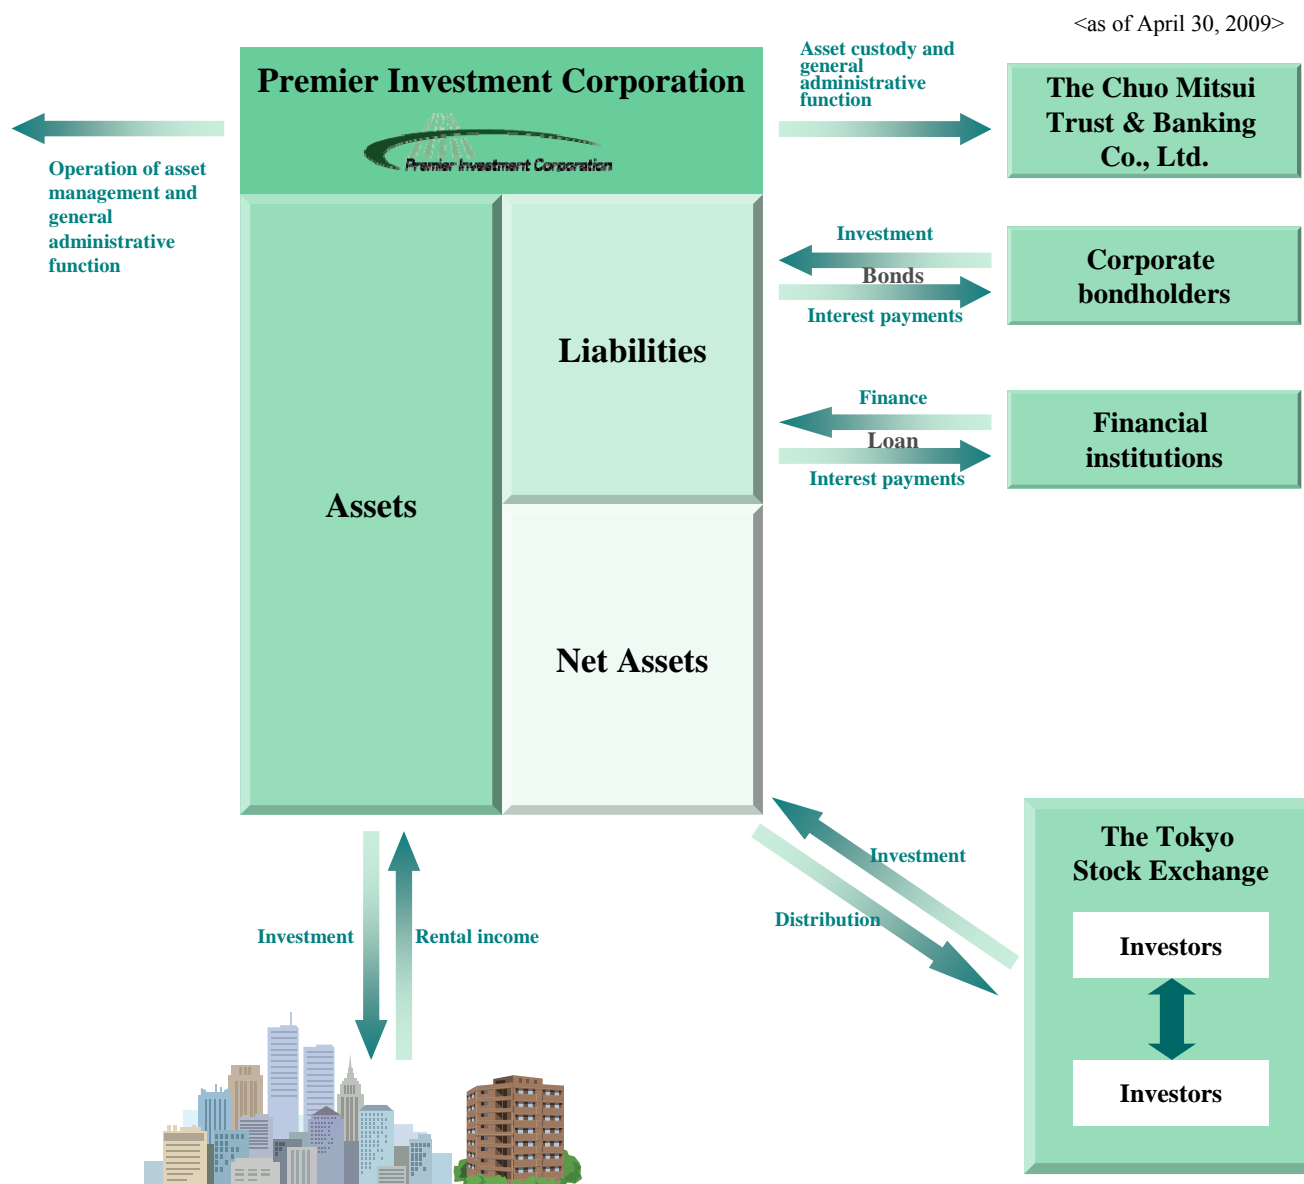 <as of April 30, 2009>
Premier Investment Corporation
Premier Investment Corporation
Asset custody and
general
administrative
function
The Chuo Mitsui
Trust & Banking
Co., Ltd.
Operation of asset
management and
general
administrative
function
Investment
Bonds
Interest payments
Corporate
bondholders
Liabilities
Finance
Loan
Interest payments
Financial
institutions
Assets
Net Assets
Investment
Distribution
The Tokyo
Stock Exchange
Investors
Investors
Investment
Rental income